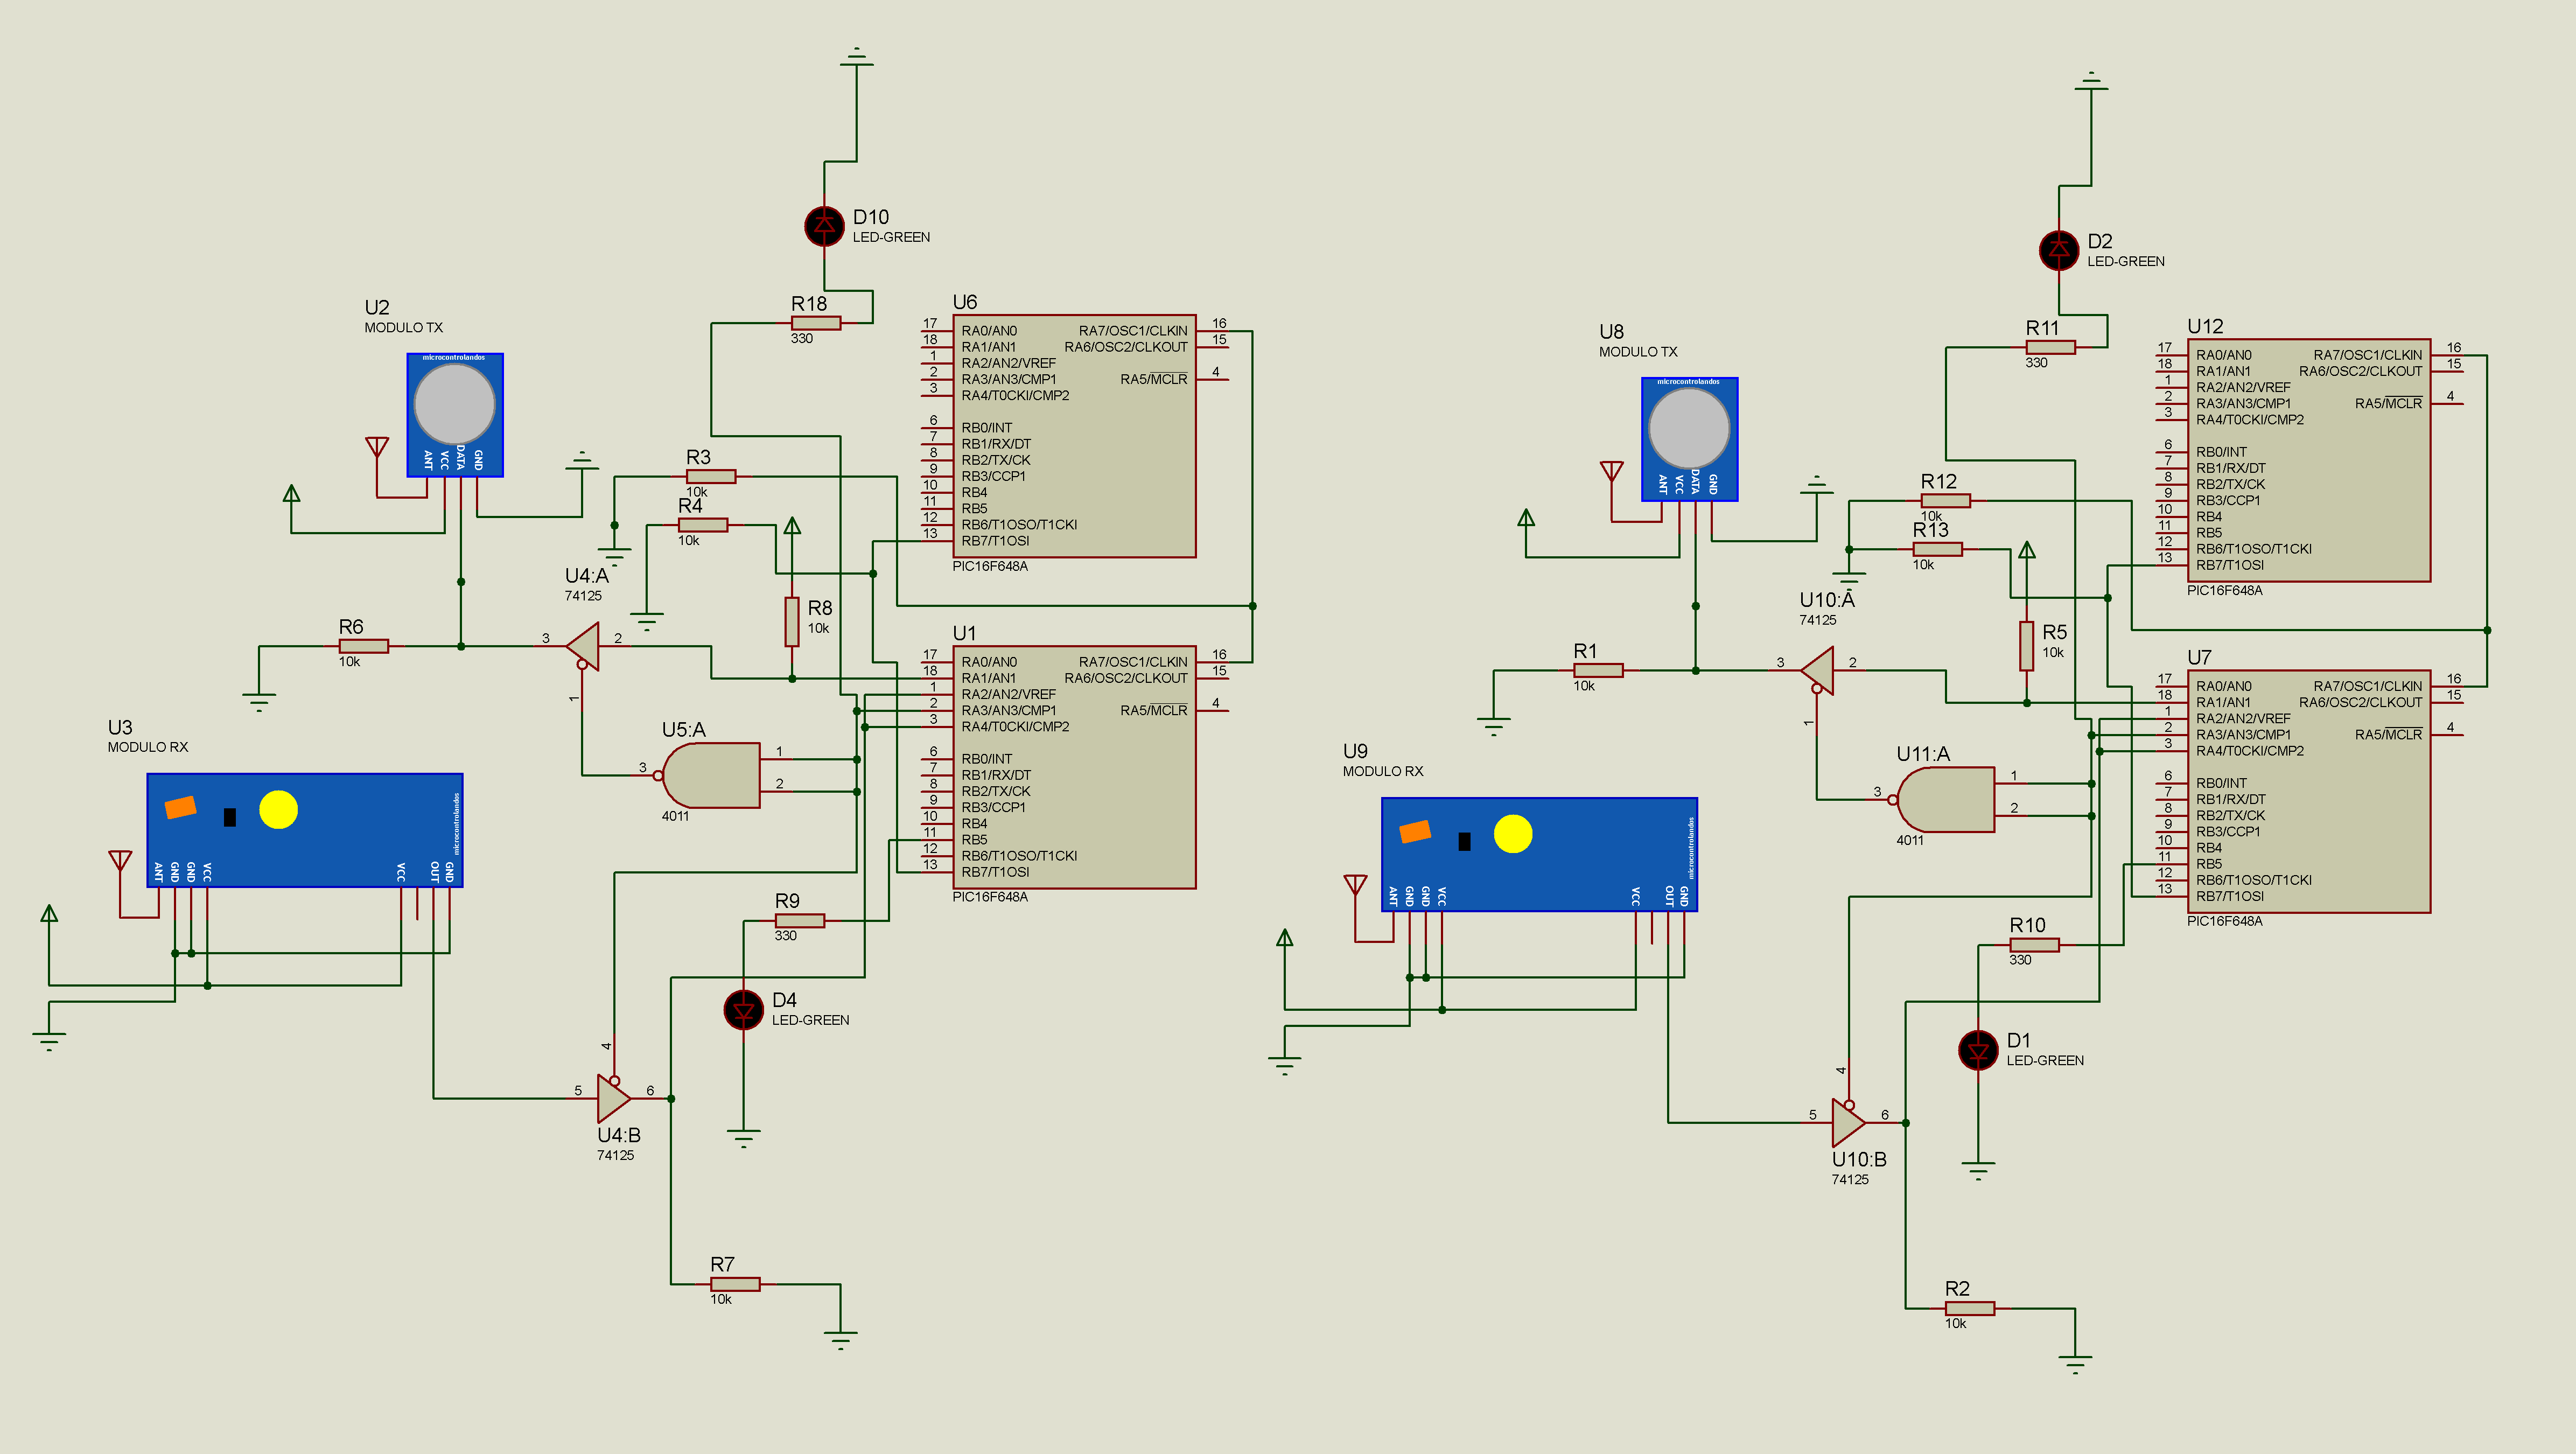 D10
LED-GREEN
R18
330
U2
MODULO TX
microcontrolandos
ANT
VCC
DATA
GND
R3
10k
R4
10k
U4:A
74125
3
2
1
R6
10k
R8
10k
U6
17 RA0/AN0
18 RA1/AN1
1 RA2/AN2/VREF
2 RA3/AN3/CMP1
3 RA4/T0CKI/CMP2
6 RB0/INT
7 RB1/RX/DT
8 RB2/TX/CK
9 RB3/CCP1
10 RB4
11 RB5
12 RB6/T1OSO/T1CKI
13 RB7/T1OSI
RA7/OSC1/CLKIN 16
RA6/OSC2/CLKOUT 15
RA5/MCLR 4
PIC16F648A
U1
17 RA0/AN0
18 RA1/AN1
1 RA2/AN2/VREF
2 RA3/AN3/CMP1
3 RA4/T0CKI/CMP2
6 RB0/INT
7 RB1/RX/DT
8 RB2/TX/CK
9 RB3/CCP1
10 RB4
11 RB5
12 RB6/T1OSO/T1CKI
13 RB7/T1OSI
RA7/OSC1/CLKIN 16
RA6/OSC2/CLKOUT 15
RA5/MCLR 4
PIC16F648A
U5:A
3
1
2
4011
U3
MODULO RX
microcontrolandos
ANT
GND
GND
VCC
VCC
OUT
GND
R9
330
D4
LED-GREEN
4
5
6
U4:B
74125
R7
10k
D2
LED-GREEN
R11
330
U8
MODULO TX
microcontrolandos
ANT
VCC
DATA
GND
R12
10k
R13
10k
U10:A
74125
3
2
1
R1
10k
R5
10k
U12
17 RA0/AN0
18 RA1/AN1
1 RA2/AN2/VREF
2 RA3/AN3/CMP1
3 RA4/T0CKI/CMP2
6 RB0/INT
7 RB1/RX/DT
8 RB2/TX/CK
9 RB3/CCP1
10 RB4
11 RB5
12 RB6/T1OSO/T1CKI
13 RB7/T1OSI
RA7/OSC1/CLKIN 16
RA6/OSC2/CLKOUT 15
RA5/MCLR 4
PIC16F648A
U7
17 RA0/AN0
18 RA1/AN1
1 RA2/AN2/VREF
2 RA3/AN3/CMP1
3 RA4/T0CKI/CMP2
6 RB0/INT
7 RB1/RX/DT
8 RB2/TX/CK
9 RB3/CCP1
10 RB4
11 RB5
12 RB6/T1OSO/T1CKI
13 RB7/T1OSI
RA7/OSC1/CLKIN 16
RA6/OSC2/CLKOUT 15
RA5/MCLR 4
PIC16F648A
U11:A
3
1
2
4011
U9
MODULO RX
microcontrolandos
ANT
GND
GND
VCC
VCC
OUT
GND
R10
330
D1
LED-GREEN
4
5
6
U10:B
74125
R2
10k